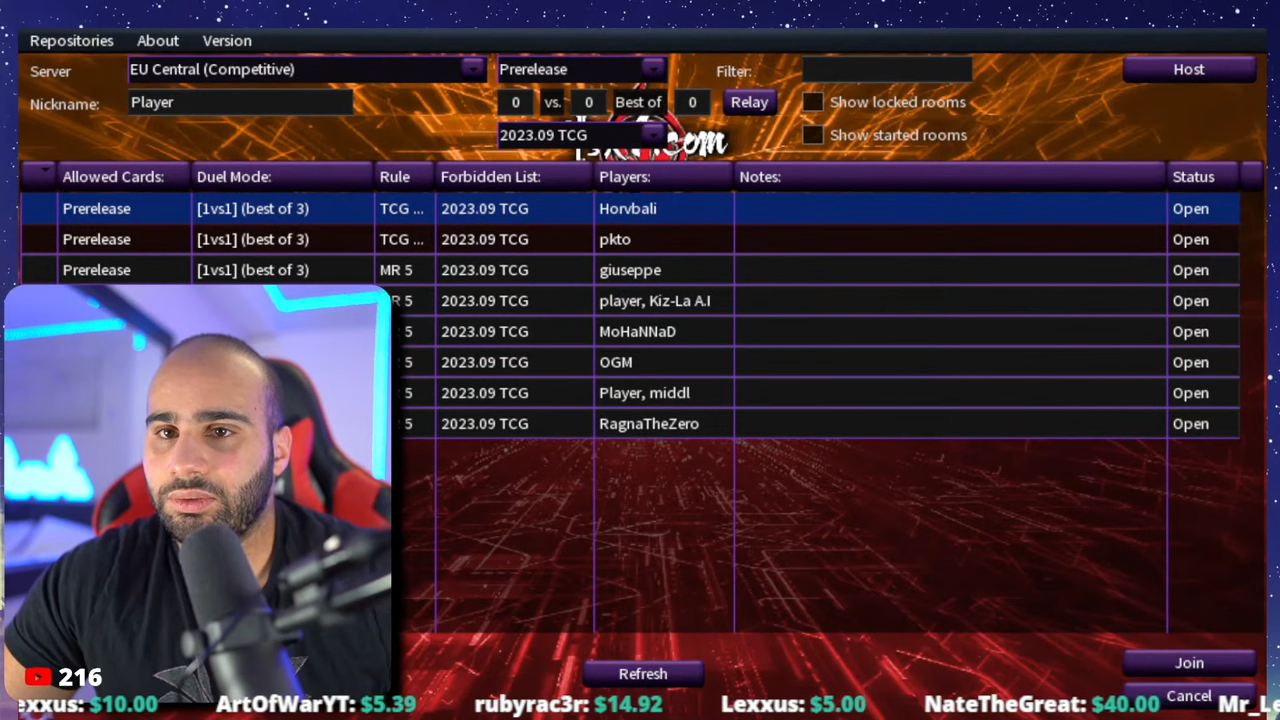 Repositories About Version
Server EU Central (Competitive) Prerelease Filter: Host
Nickname: Player 0 vs. 0 Best of 0 Relay Show locked rooms
2023.09 TCG Show started rooms
Allowed Cards: Duel Mode: Rule Forbidden List: Players: Notes: Status
Prerelease [1vs1] (best of 3) TCG ... 2023.09 TCG Horvbali Open
Prerelease [1vs1] (best of 3) TCG ... 2023.09 TCG pkto Open
Prerelease [1vs1] (best of 3) MR 5 2023.09 TCG giuseppe Open
5 2023.09 TCG player, Kiz-La A.I Open
5 2023.09 TCG MoHaNNaD Open
5 2023.09 TCG OGM Open
5 2023.09 TCG Player, middl Open
5 2023.09 TCG RagnaTheZero Open
216
Refresh
Join
Cancel
exxus: $10.00 ArtOfWarYT: $5.39 rubyrac3r: $14.92 Lexxus: $5.00 NateTheGreat: $40.00